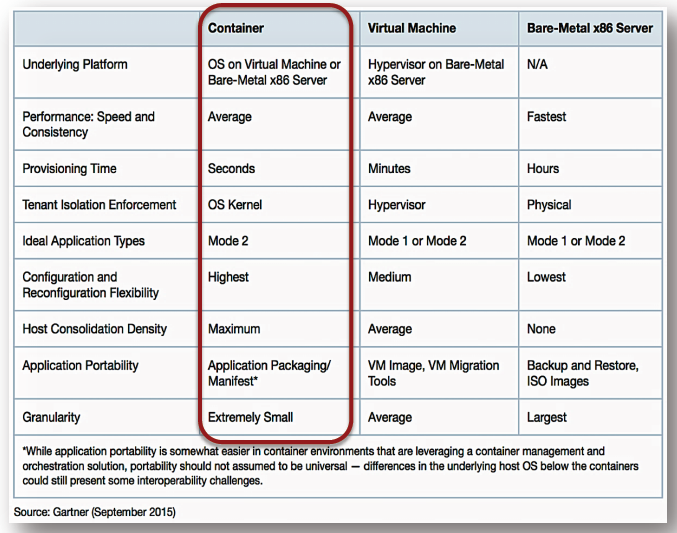 Container Virtual Machine Bare-Metal x86 Server
Underlying Platform OS on Virtual Machine or Hypervisor on Bare-Metal N/A
Bare-Metal x86 Server x86 Server
Performance: Speed and Average Average Fastest
Consistency
Provisioning Time Seconds Minutes Hours
Tenant Isolation Enforcement OS Kernel Hypervisor Physical
Ideal Application Types Mode 2 Mode 1 or Mode 2 Mode 1 or Mode 2
Configuration and Highest Medium Lowest
Reconfiguration Flexibility
Host Consolidation Density Maximum Average None
Application Portability Application Packaging/ VM Image, VM Migration Backup and Restore,
Manifest* Tools ISO Images
Granularity Extremely Small Average Largest
*While application portability is somewhat easier in container environments that are leveraging a container management and
orchestration solution, portability should not assumed to be universal — differences in the underlying host OS below the containers
could still present some interoperability challenges.
Source: Gartner (September 2015)